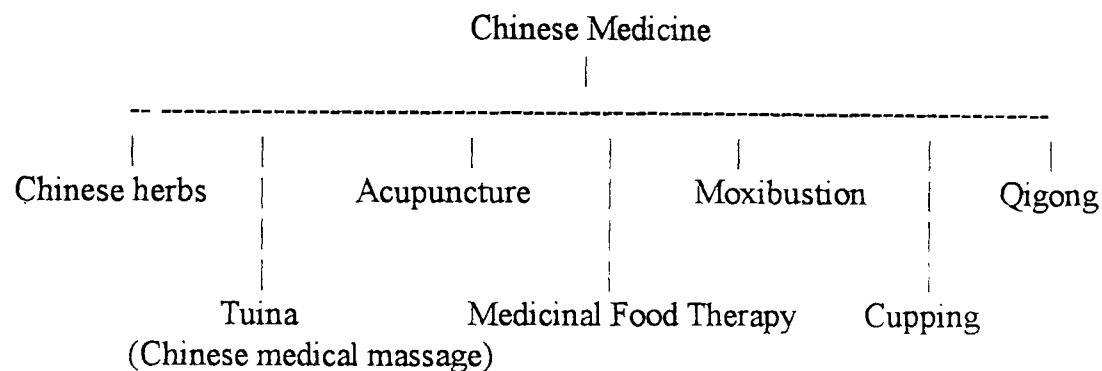 Chinese Medicine
Chinese herbs Acupuncture Moxibustion Qigong
Tuina Medicinal Food Therapy Cupping
(Chinese medical massage)